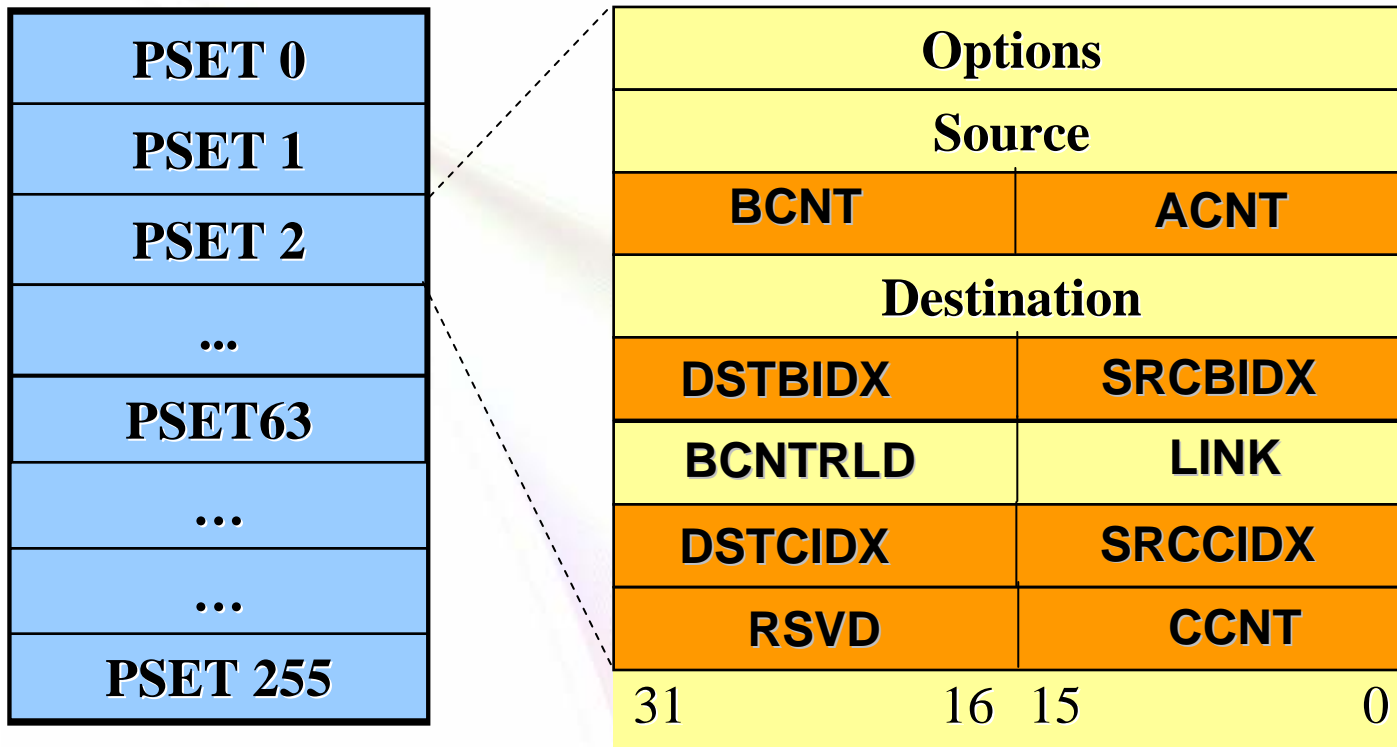 PSET 0
PSET 1
PSET 2
...
PSET63
...
...
PSET 255
Options
Source
BCNT ACNT
Destination
DSTBIDX SRCBIDX
BCNTRLD LINK
DSTCIDX SRCCIDX
RSVD CCNT
31 16 15 0